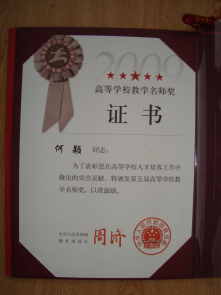 2009
高等学校教学名师奖
证书
何颖 同志：
为了表彰您在高等学校人才培养工作中
做出的突出贡献，特颁发第五届高等学校教
学名师奖，以资鼓励。
中华人民共和国
教育部部长
周济